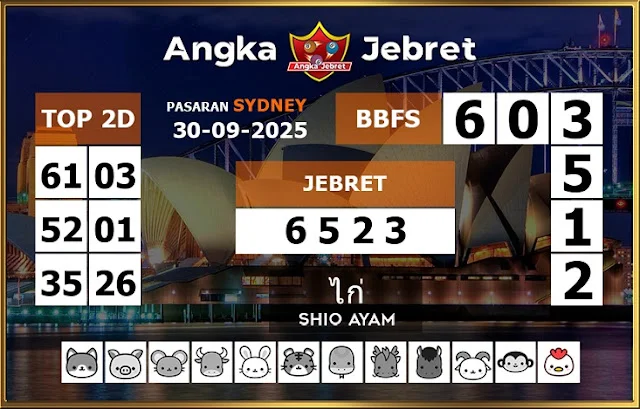 Angka Jebret
Angka Jebret
TOP 2D
61 03
52 01
35 26
PASARAN SYDNEY
30-09-2025
JEBRET
6 5 2 3
ไก่
SHIO AYAM
BBFS
6 0 3
5
1
2